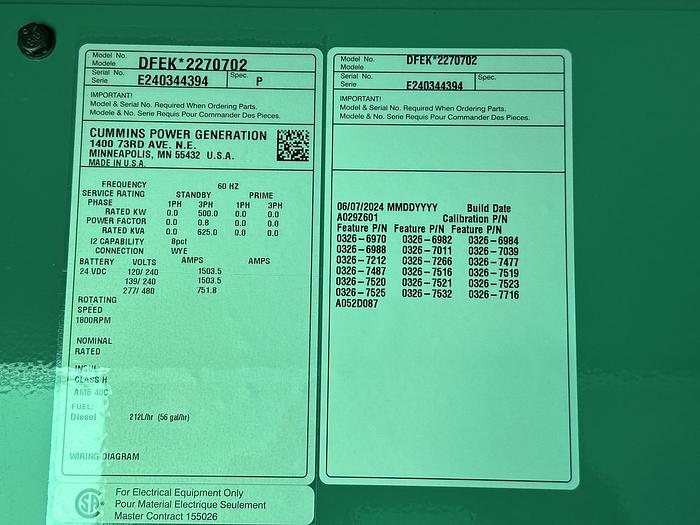 Model No.
Modele
DFEK*2270702
Serial No.
Serie
E240344394
Spec.
P
IMPORTANT!
Model & Serial No. Required When Ordering Parts.
Modele & No. Serie Requis Pour Commander Des Pieces.
CUMMINS POWER GENERATION
1400 73RD AVE. N.E.
MINNEAPOLIS, MN 55432 U.S.A.
MADE IN U.S.A.
FREQUENCY 60 HZ
SERVICE RATING STANDBY PRIME
PHASE 1PH 3PH 1PH 3PH
RATED KW 0.0 500.0 0.0 0.0
POWER FACTOR 0.0 0.8 0.0 0.0
RATED KVA 0.0 625.0 0.0 0.0
I2 CAPABILITY 8pct
CONNECTION WYE
BATTERY VOLTS AMPS AMPS
24 VDC 120/ 240 1503.5
139/ 240 1503.5
277/ 480 751.8
ROTATING
SPEED
1800RPM
NOMINAL
RATED
INSUL
CLASS H
AMB 40C
FUEL:
Diesel 212L/hr (56 gal/hr)
WIRING DIAGRAM
For Electrical Equipment Only
Pour Material Electrique Seulement
Master Contract 155026
Model No.
Modele
DFEK*2270702
Serial No.
Serie
E240344394
Spec.
IMPORTANT!
Model & Serial No. Required When Ordering Parts.
Modele & No. Serie Requis Pour Commander Des Pieces.
06/07/2024 MMDDYYYY Build Date
A029Z601 Calibration P/N
Feature P/N Feature P/N Feature P/N
0326-6970 0326-6982 0326-6984
0326-6988 0326-7011 0326-7039
0326-7212 0326-7266 0326-7477
0326-7487 0326-7516 0326-7519
0326-7520 0326-7521 0326-7523
0326-7525 0326-7532 0326-7716
A052D087